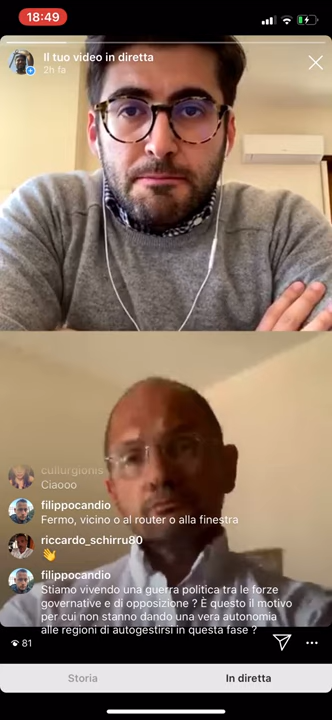 18:49
Il tuo video in diretta
2h fa
cullurgionis
Ciaooo
filippocandio
Fermo, vicino o al router o alla finestra
riccardo_schirru80
👋
filippocandio
Stiamo vivendo una guerra politica tra le forze
governative e di opposizione ? È questo il motivo
per cui non stanno dando una vera autonomia
alle regioni di autogestirsi in questa fase ?
81
Storia
In diretta